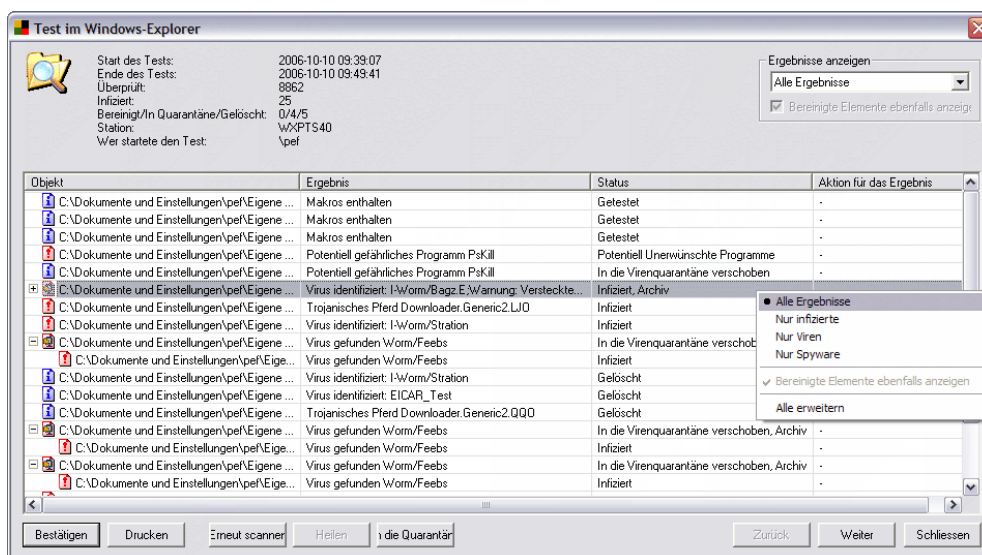 Test im Windows-Explorer
Start des Tests: 2006-10-10 09:39:07
Ende des Tests: 2006-10-10 09:49:41
Überprüft: 8862
Infiziert: 25
Bereinigt/In Quarantäne/Gelöscht: 0/4/5
Station: WXPTS40
Wer startete den Test: \pef
Ergebnisse anzeigen
Alle Ergebnisse
Bereinigte Elemente ebenfalls anzeige
Objekt Ergebnis Status Aktion für das Ergebnis
C:\Dokumente und Einstellungen\pef\Eigene ... Makros enthalten Getestet -
C:\Dokumente und Einstellungen\pef\Eigene ... Makros enthalten Getestet -
C:\Dokumente und Einstellungen\pef\Eigene ... Makros enthalten Getestet -
C:\Dokumente und Einstellungen\pef\Eigene ... Potentiell gefährliches Programm PsKill Potentiell Unerwünschte Programme -
C:\Dokumente und Einstellungen\pef\Eigene ... Potentiell gefährliches Programm PsKill In die Virenquarantäne verschoben -
C:\Dokumente und Einstellungen\pef\Eigene ... Virus identifiziert: I-Worm/Bagz.E;Warnung: Versteckte... Infiziert, Archiv
C:\Dokumente und Einstellungen\pef\Eigene ... Trojanisches Pferd Downloader.Generic2.LJO Infiziert
C:\Dokumente und Einstellungen\pef\Eigene ... Virus identifiziert: I-Worm/Stration Infiziert
C:\Dokumente und Einstellungen\pef\Eigene ... Virus gefunden Worm/Feebs In die Virenquarantäne verschob
C:\Dokumente und Einstellungen\pef\Eige... Virus gefunden Worm/Feebs Infiziert
C:\Dokumente und Einstellungen\pef\Eigene ... Virus identifiziert: I-Worm/Stration Gelöscht
C:\Dokumente und Einstellungen\pef\Eigene ... Virus identifiziert: EICAR_Test Gelöscht
C:\Dokumente und Einstellungen\pef\Eigene ... Trojanisches Pferd Downloader.Generic2.QQO Gelöscht
C:\Dokumente und Einstellungen\pef\Eigene ... Virus gefunden Worm/Feebs In die Virenquarantäne verschoben, Archiv -
C:\Dokumente und Einstellungen\pef\Eige... Virus gefunden Worm/Feebs Infiziert -
C:\Dokumente und Einstellungen\pef\Eigene ... Virus gefunden Worm/Feebs In die Virenquarantäne verschoben, Archiv -
C:\Dokumente und Einstellungen\pef\Eige... Virus gefunden Worm/Feebs Infiziert -
Alle Ergebnisse
Nur infizierte
Nur Viren
Nur Spyware
Bereinigte Elemente ebenfalls anzeigen
Alle erweitern
Bestätigen Drucken Erneut scanner Heilen die Quarantär Zurück Weiter Schliessen